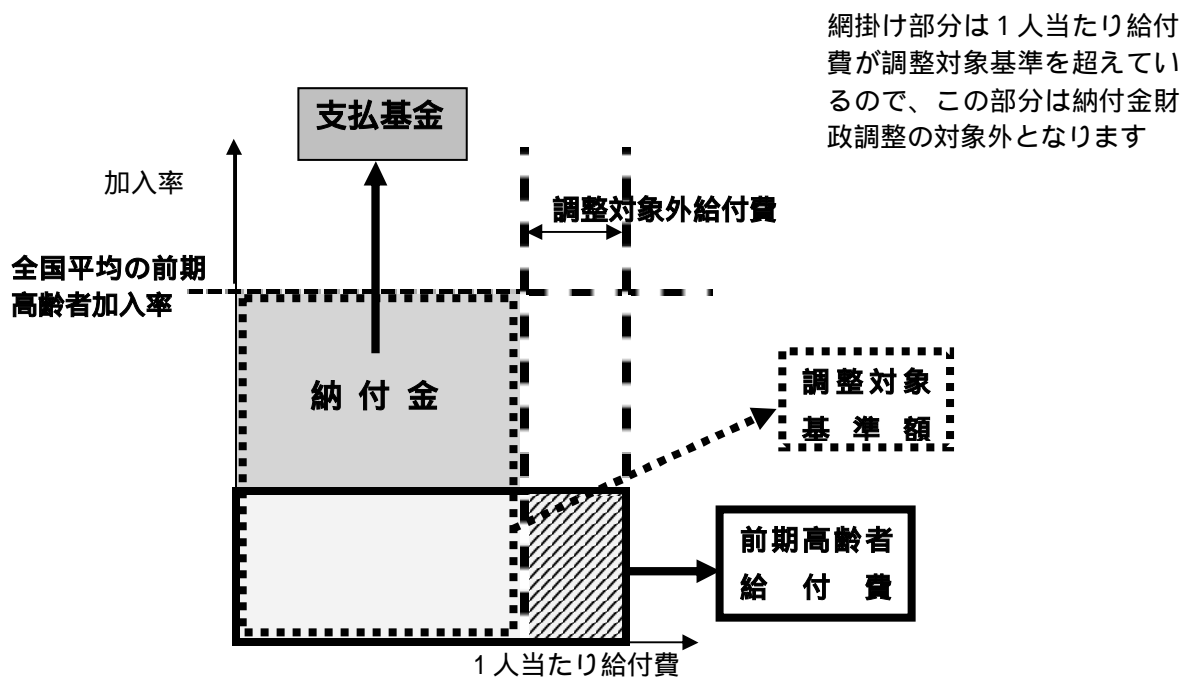 網掛け部分は1人当たり給付
費が調整対象基準を超えてい
るので、この部分は納付金財
政調整の対象外となります
支払基金
加入率
調整対象外給付費
全国平均の前期
高齢者加入率
納付金
調整対象
基準額
前期高齢者
給付費
1人当たり給付費